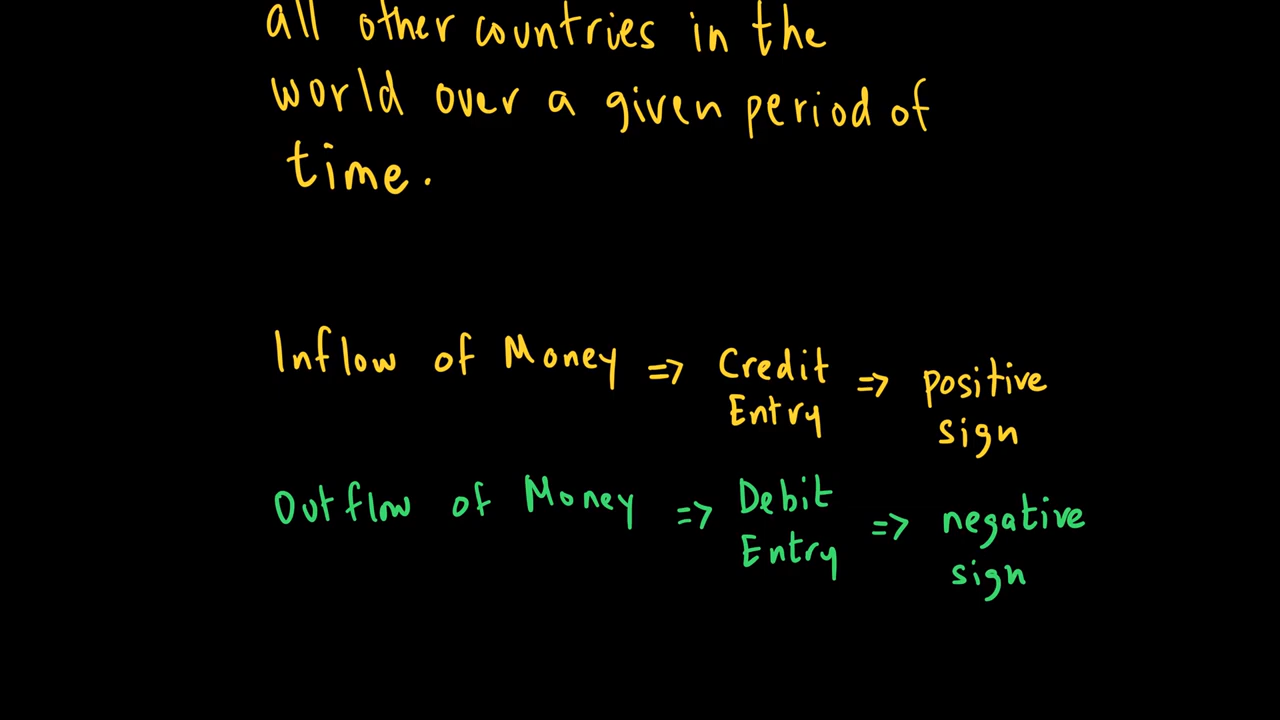 all other countries in the
world over a given period of
time.
Inflow of Money => Credit Entry => positive sign
Outflow of Money => Debit Entry => negative sign